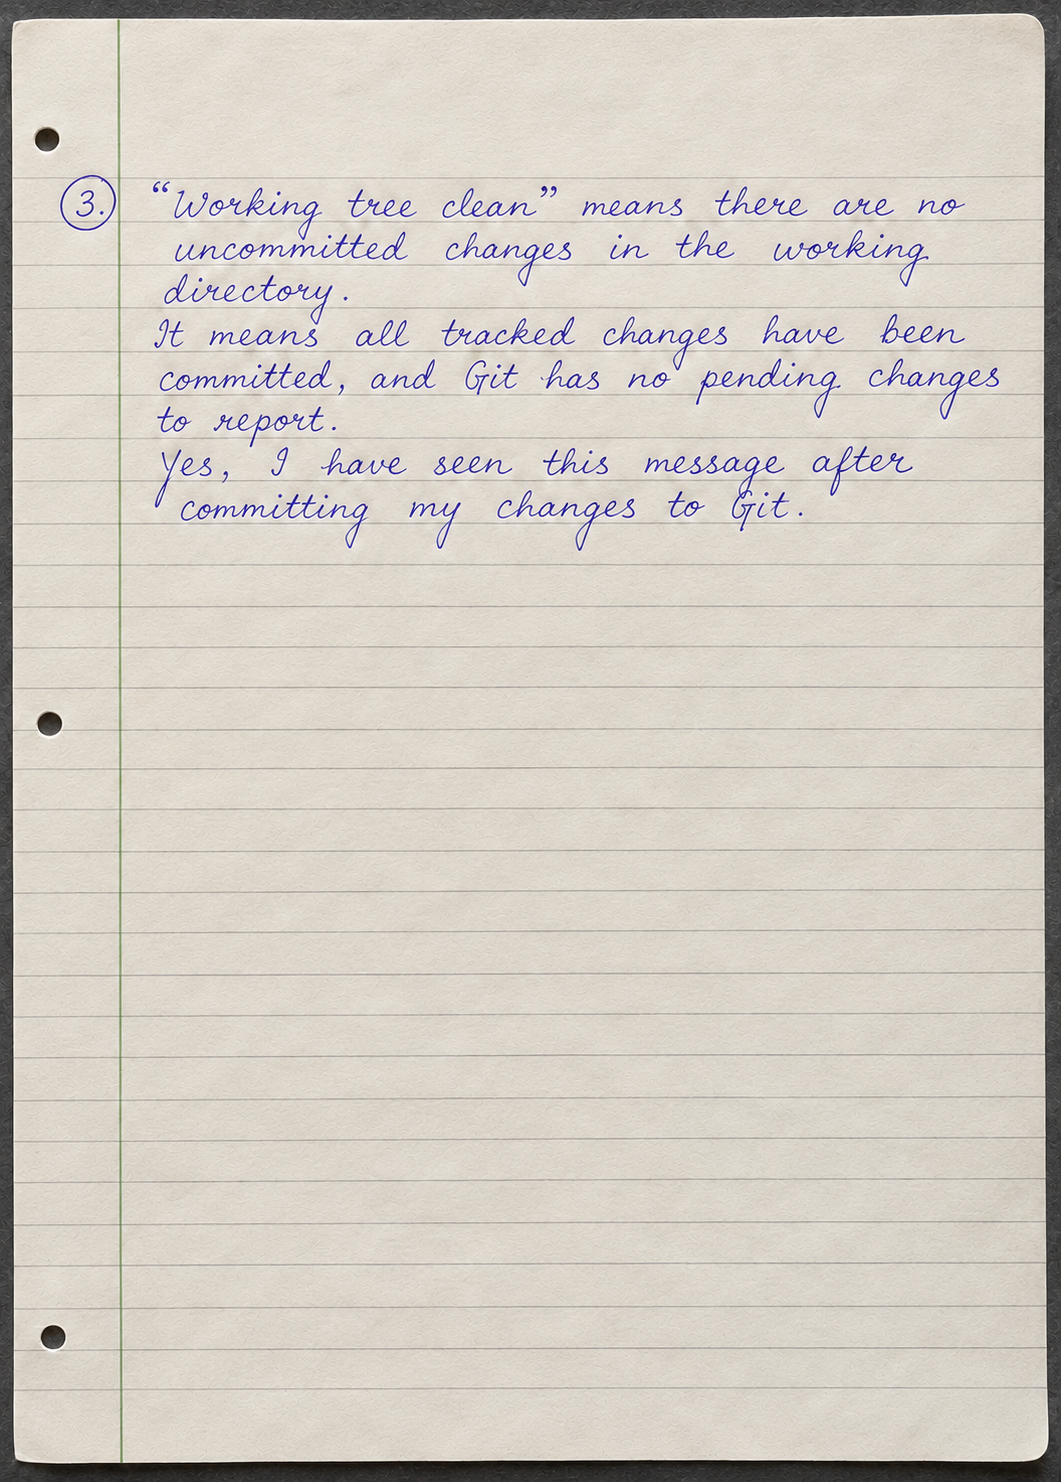 3. “Working tree clean” means there are no
uncommitted changes in the working
directory.
It means all tracked changes have been
committed, and Git has no pending changes
to report.
Yes, I have seen this message after
committing my changes to Git.